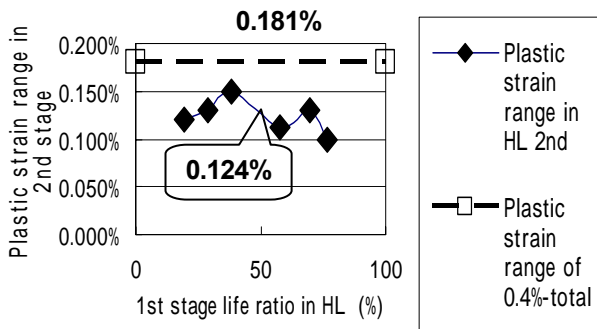 0.181%
Plastic strain range in
2nd stage
0.200%
0.150%
0.100%
0.050%
0.000%
0.124%
0
50
100
1st stage life ratio in HL (%)
Plastic
strain
range in
HL 2nd
Plastic
strain
range of
0.4%-total